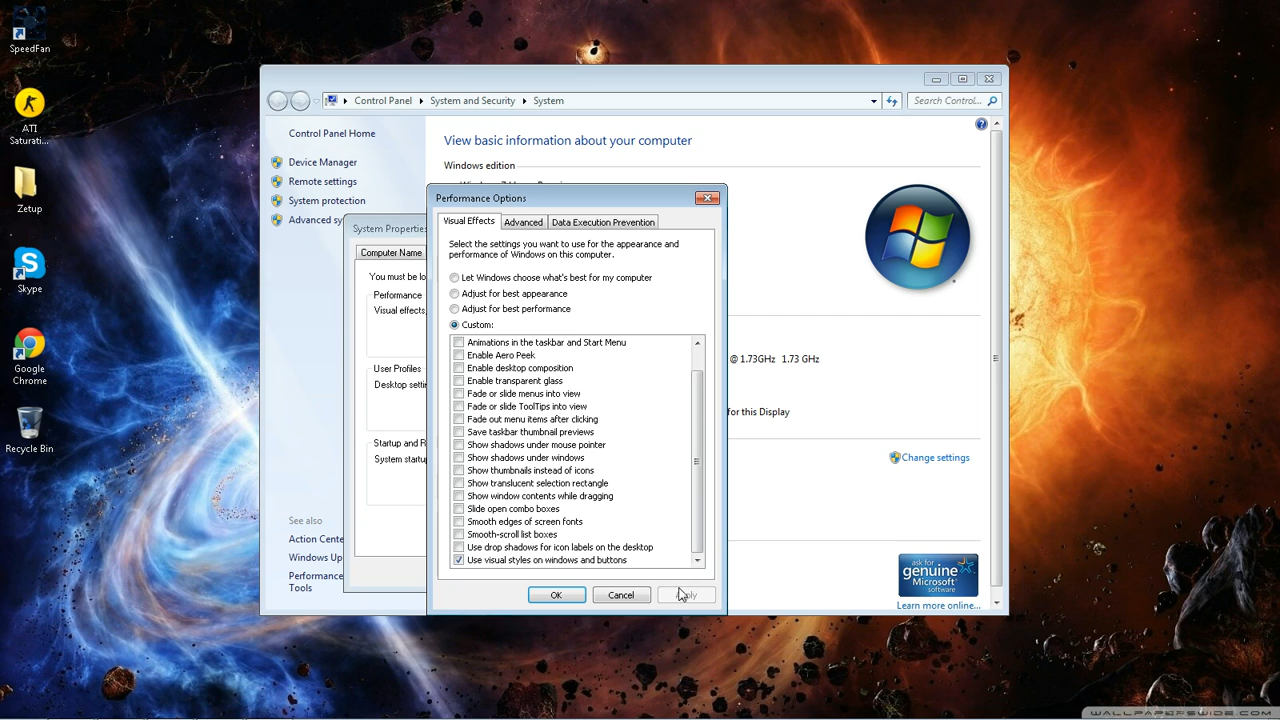 SpeedFan
ATI
Saturati...
Zetup
Skype
Google
Chrome
Recycle Bin
Control Panel
System and Security
System
Search Control...
Control Panel Home
Device Manager
Remote settings
System protection
Advanced sy
See also
Action Cente
Windows Up
Performance
Tools
View basic information about your computer
Windows edition
@ 1.73GHz 1.73 GHz
for this Display
Change settings
ask for
genuine
Microsoft
software
Learn more online...
System Properties
Computer Name
You must be lo
Performance
Visual effects,
User Profiles
Desktop setti
Startup and R
System startu
Performance Options
Visual Effects
Advanced
Data Execution Prevention
Select the settings you want to use for the appearance and
performance of Windows on this computer.
Let Windows choose what's best for my computer
Adjust for best appearance
Adjust for best performance
Custom:
Animations in the taskbar and Start Menu
Enable Aero Peek
Enable desktop composition
Enable transparent glass
Fade or slide menus into view
Fade or slide ToolTips into view
Fade out menu items after clicking
Save taskbar thumbnail previews
Show shadows under mouse pointer
Show shadows under windows
Show thumbnails instead of icons
Show translucent selection rectangle
Show window contents while dragging
Slide open combo boxes
Smooth edges of screen fonts
Smooth-scroll list boxes
Use drop shadows for icon labels on the desktop
Use visual styles on windows and buttons
OK
Cancel
WALLPAPERSWIDE.COM